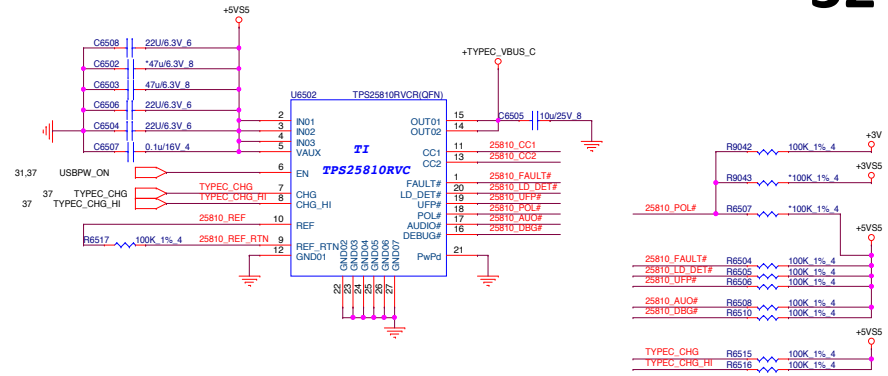 +5VS5
C6508 22U/6.3V_6
C6502 *47u/6.3V_8
C6503 47u/6.3V_8
C6506 22U/6.3V_6
C6504 22U/6.3V_6
C6507 0.1u/16V_4
+TYPEC_VBUS_C
U6502 TPS25810RVCR(QFN)
TI
TPS25810RVC
2 IN01
3 IN02
4 IN03
5 VAUX
31,37 USBPW_ON 6 EN
37 TYPEC_CHG TYPEC_CHG 7 CHG
37 TYPEC_CHG_HI TYPEC_CHG_HI 8 CHG_HI
25810_REF 10 REF
R6517 100K_1%_4 25810_REF_RTN 9 REF_RTN
12 GND01
OUT01 15 C6505 10u/25V_8
OUT02 14
CC1 11 25810_CC1
CC2 13 25810_CC2
FAULT# 1 25810_FAULT#
LD_DET# 20 25810_LD_DET#
UFP# 19 25810_UFP#
POL# 18 25810_POL#
AUDIO# 17 25810_AUO#
DEBUG# 16 25810_DBG#
PwPd 21
GND02 GND03 GND04 GND05 GND06 GND07
22 23 24 25 26 27
+3V
R9042 100K_1%_4
+3VS5
R9043 *100K_1%_4
25810_POL# R6507 *100K_1%_4
+5VS5
25810_FAULT# R6504 100K_1%_4
25810_LD_DET# R6505 100K_1%_4
25810_UFP# R6506 100K_1%_4
25810_AUO# R6508 100K_1%_4
25810_DBG# R6510 100K_1%_4
+5VS5
TYPEC_CHG R6515 100K_1%_4
TYPEC_CHG_HI R6516 100K_1%_4